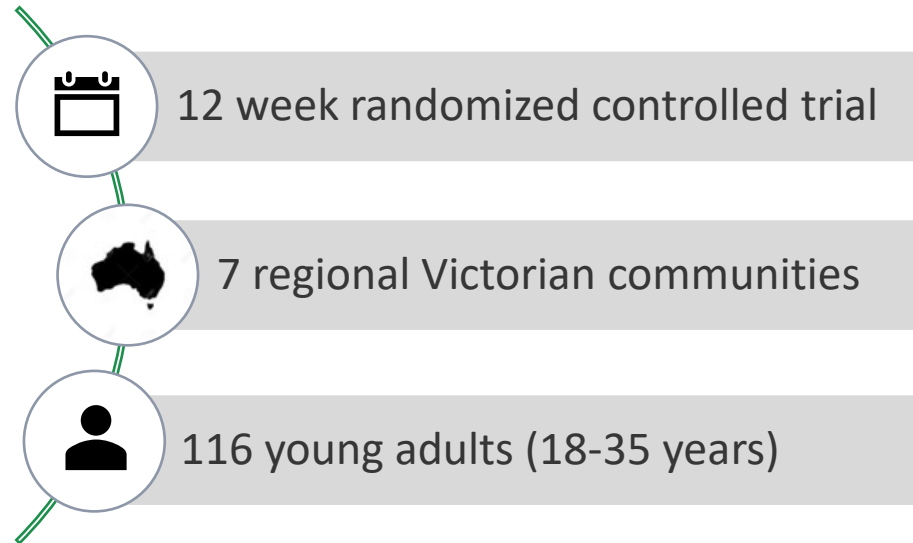 12 week randomized controlled trial
7 regional Victorian communities
116 young adults (18-35 years)